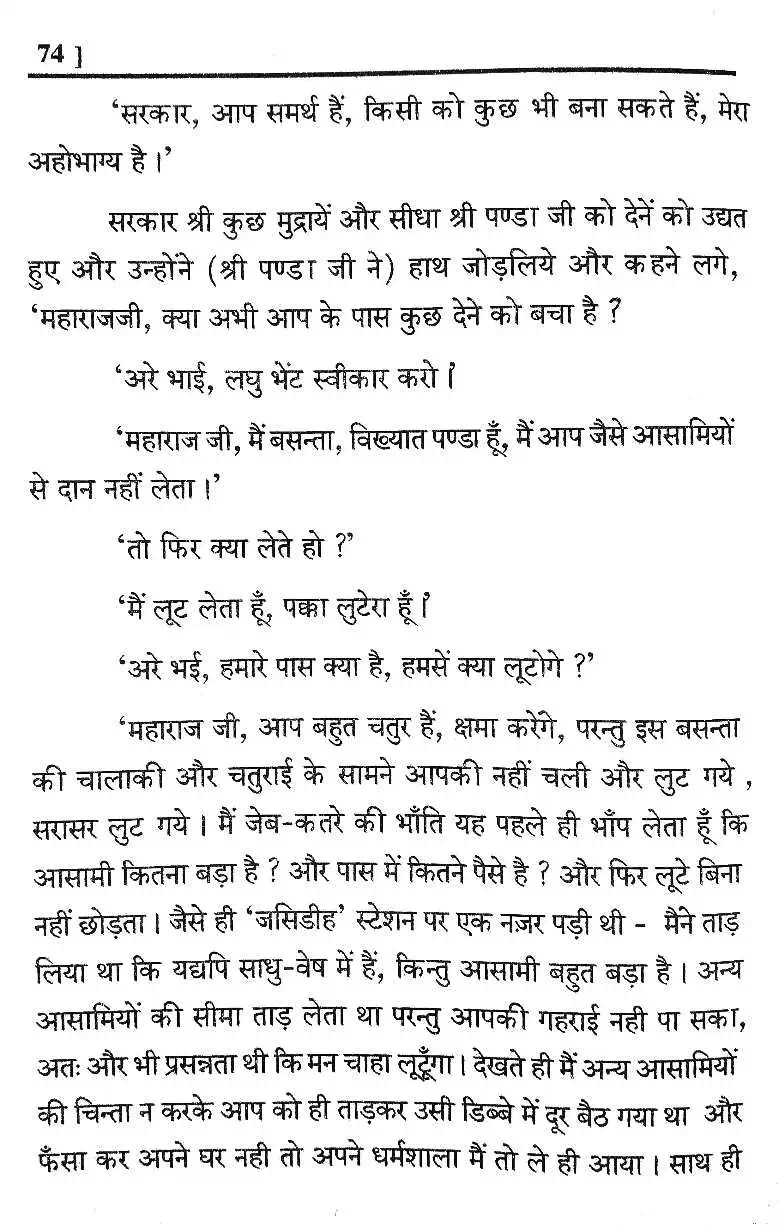 74 ]
‘सरकार, आप समर्थ हैं, किसी को कुछ भी बना सकते हैं, मेरा
अहोभाग्य है ।’
सरकार श्री कुछ मुद्रायें और सीधा श्री पण्डा जी को देनें को उद्यत
हुए और उन्होंने (श्री पण्डा जी ने) हाथ जोड़लिये और कहने लगे,
‘महाराजजी, क्या अभी आप के पास कुछ देने को बचा है ?
‘अरे भाई, लघु भेंट स्वीकार करो ।’
‘महाराज जी, मैं बसन्ता, विख्यात पण्डा हूँ, मैं आप जैसे आसामियों
से दान नहीं लेता ।’
‘तो फिर क्या लेते हो ?’
‘मैं लूट लेता हूँ, पक्का लुटेरा हूँ ।’
‘अरे भई, हमारे पास क्या है, हमसें क्या लूटोगे ?’
‘महाराज जी, आप बहुत चतुर हैं, क्षमा करेंगे, परन्तु इस बसन्ता
की चालाकी और चतुराई के सामने आपकी नहीं चली और लुट गये ,
सरासर लुट गये । मैं जेब-कतरे की भाँति यह पहले ही भाँप लेता हूँ कि
आसामी कितना बड़ा है ? और पास में कितने पैसे है ? और फिर लूटे बिना
नहीं छोड़ता । जैसे ही ‘जसिडीह’ स्टेशन पर एक नज़र पड़ी थी - मैने ताड़
लिया था कि यद्यपि साधु-वेष में हैं, किन्तु आसामी बहुत बड़ा है । अन्य
आसामियों की सीमा ताड़ लेता था परन्तु आपकी गहराई नही पा सका,
अतः और भी प्रसन्नता थी कि मन चाहा लूटूँगा । देखते ही मैं अन्य आसामियों
की चिन्ता न करके आप को ही ताड़कर उसी डिब्बे में दूर बैठ गया था और
फँसा कर अपने घर नही तो अपने धर्मशाला मैं तो ले ही आया । साथ ही